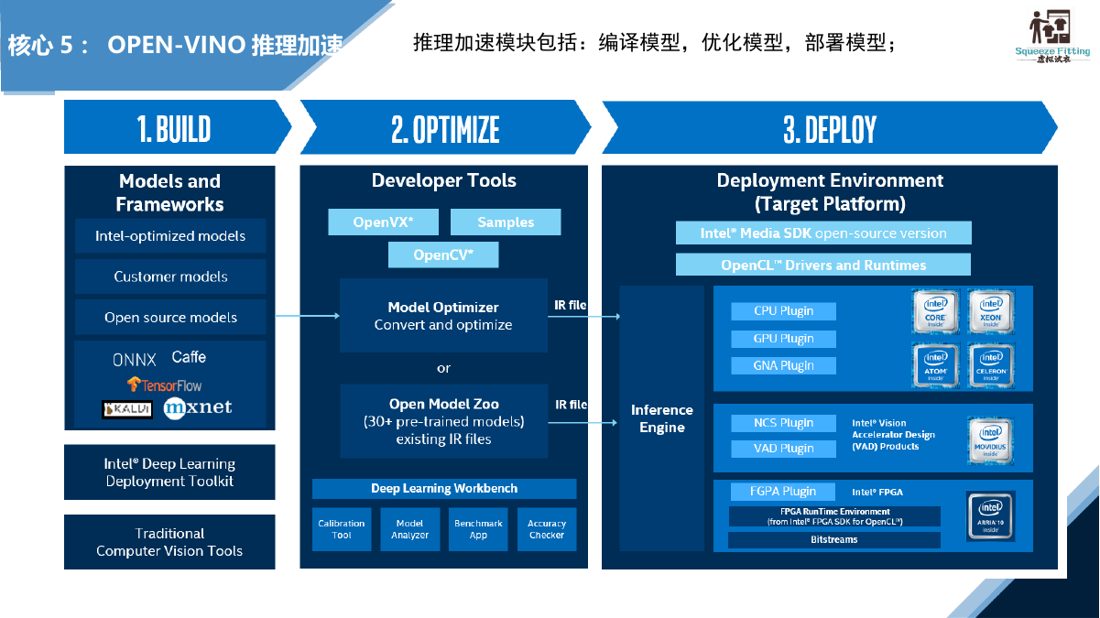 核心 5： OPEN-VINO 推理加速
推理加速模块包括：编译模型，优化模型，部署模型；
Squeeze Fitting
虚拟试衣
1. BUILD
2. OPTIMIZE
3. DEPLOY
Models and
Frameworks
Intel-optimized models
Customer models
Open source models
ONNX Caffe
TensorFlow
KALDI mxnet
Intel® Deep Learning
Deployment Toolkit
Traditional
Computer Vision Tools
Developer Tools
OpenVX* Samples
OpenCV*
Model Optimizer
Convert and optimize
IR file
or
Open Model Zoo
(30+ pre-trained models)
existing IR files
IR file
Deep Learning Workbench
Calibration
Tool
Model
Analyzer
Benchmark
App
Accuracy
Checker
Deployment Environment
(Target Platform)
Intel® Media SDK open-source version
OpenCL™ Drivers and Runtimes
Inference
Engine
CPU Plugin
GPU Plugin
GNA Plugin
intel CORE inside
intel XEON inside
intel ATOM inside
intel CELERON inside
NCS Plugin
VAD Plugin
Intel® Vision
Accelerator Design
(VAD) Products
intel MOVIDIUS inside
FGPA Plugin
Intel® FPGA
FPGA RunTime Environment
(from Intel® FPGA SDK for OpenCL™)
Bitstreams
intel ARRIA 10 inside